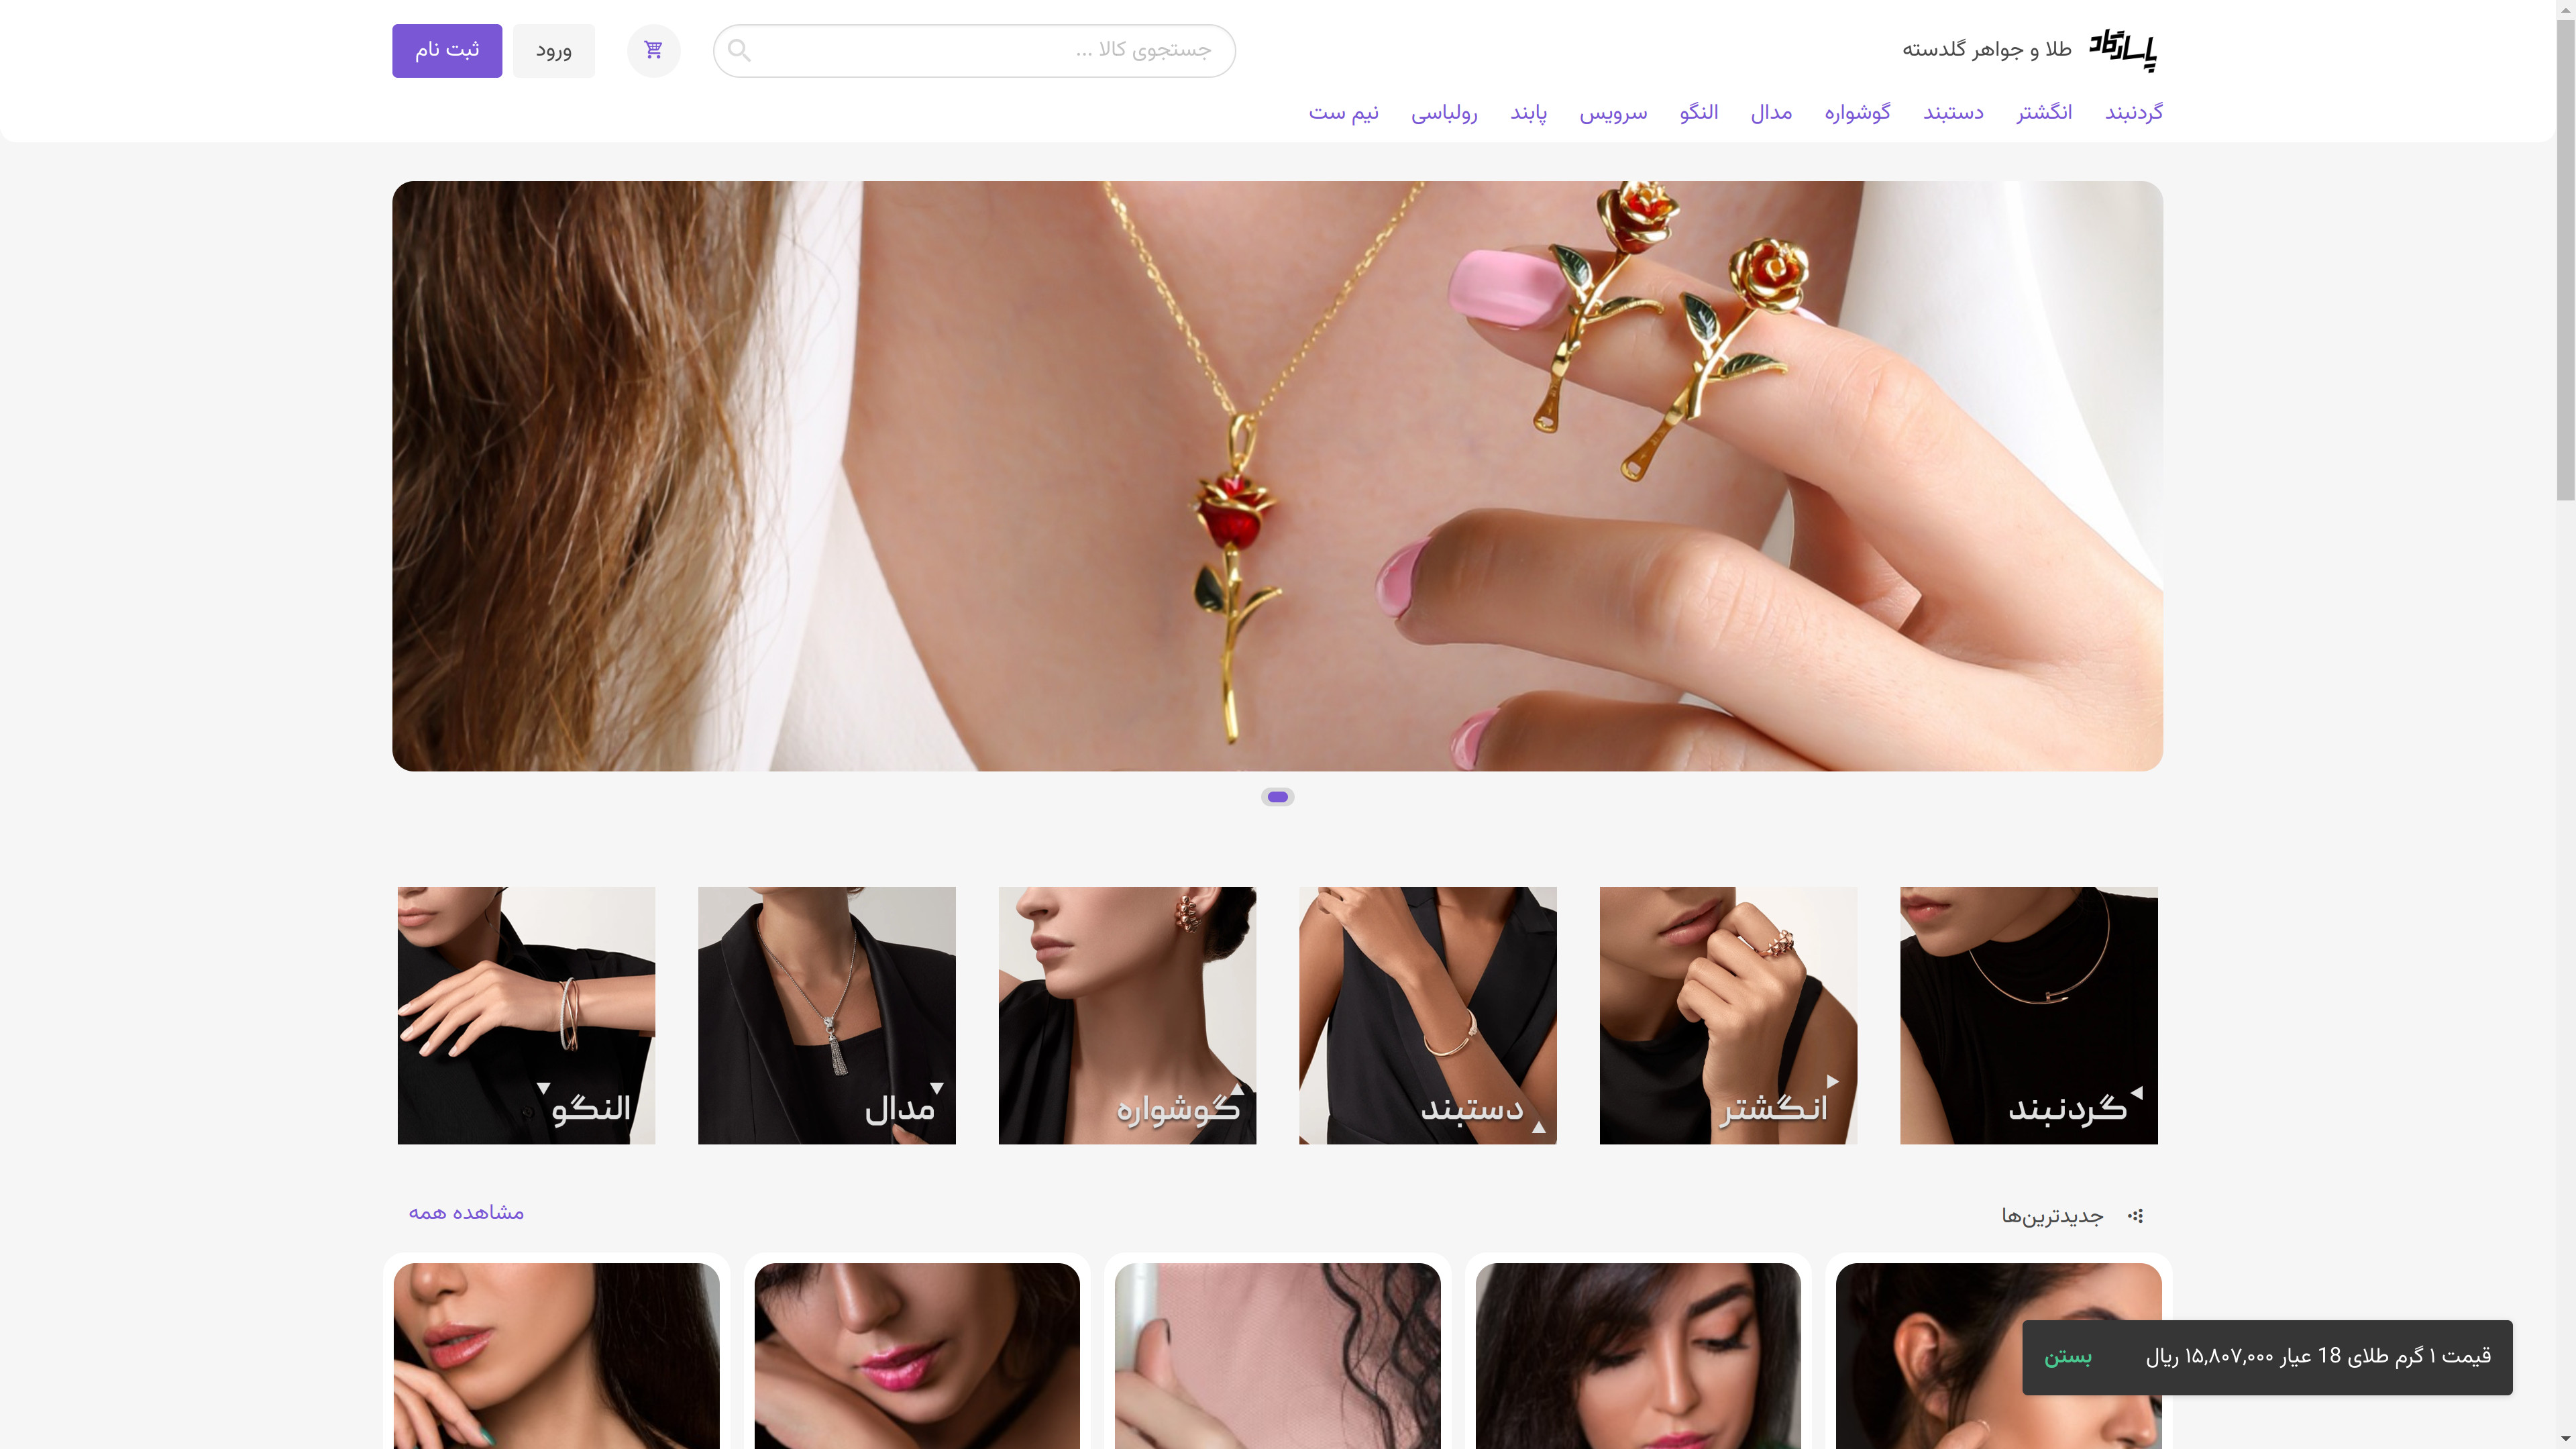 پاسارگاد
طلا و جواهر گلدسته
جستجوی کالا ...
ورود
ثبت نام
گردنبند
انگشتر
دستبند
گوشواره
مدال
النگو
سرویس
پابند
رولباسی
نیم ست
گردنبند
انگشتر
دستبند
گوشواره
مدال
النگو
جدیدترین‌ها
مشاهده همه
قیمت ۱ گرم طلای 18 عیار ۱۵,۸۰۷,۰۰۰ ریال
بستن